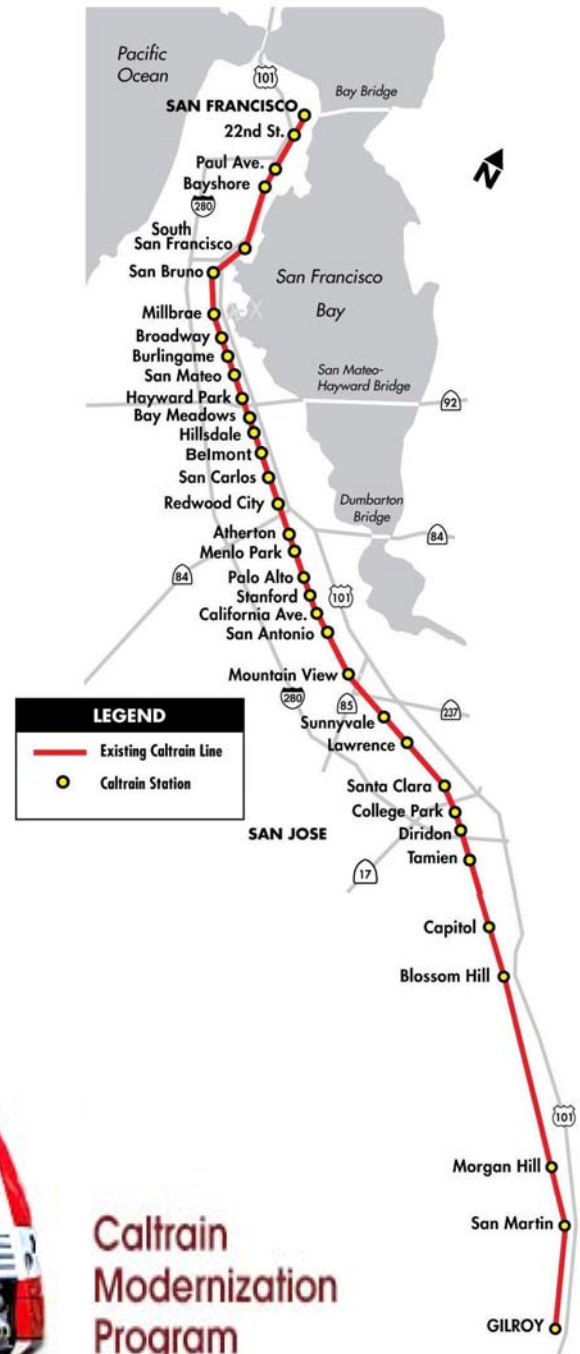 Pacific
Ocean
101
Bay Bridge
SAN FRANCISCO
22nd St.
N
Paul Ave.
Bayshore
280
South
San Francisco
San Bruno
San Francisco
Bay
Millbrae
Broadway
Burlingame
San Mateo
San Mateo-
Hayward Bridge
Hayward Park
92
Bay Meadows
Hillsdale
Belmont
San Carlos
Redwood City
Dumbarton
Bridge
Atherton
84
Menlo Park
84
Palo Alto
Stanford
101
California Ave.
San Antonio
Mountain View
280
85
237
Sunnyvale
Lawrence
LEGEND
Existing Caltrain Line
Caltrain Station
Santa Clara
College Park
SAN JOSE
Diridon
Tamien
17
Capitol
Blossom Hill
101
Morgan Hill
San Martin
GILROY
Caltrain
Modernization
Program